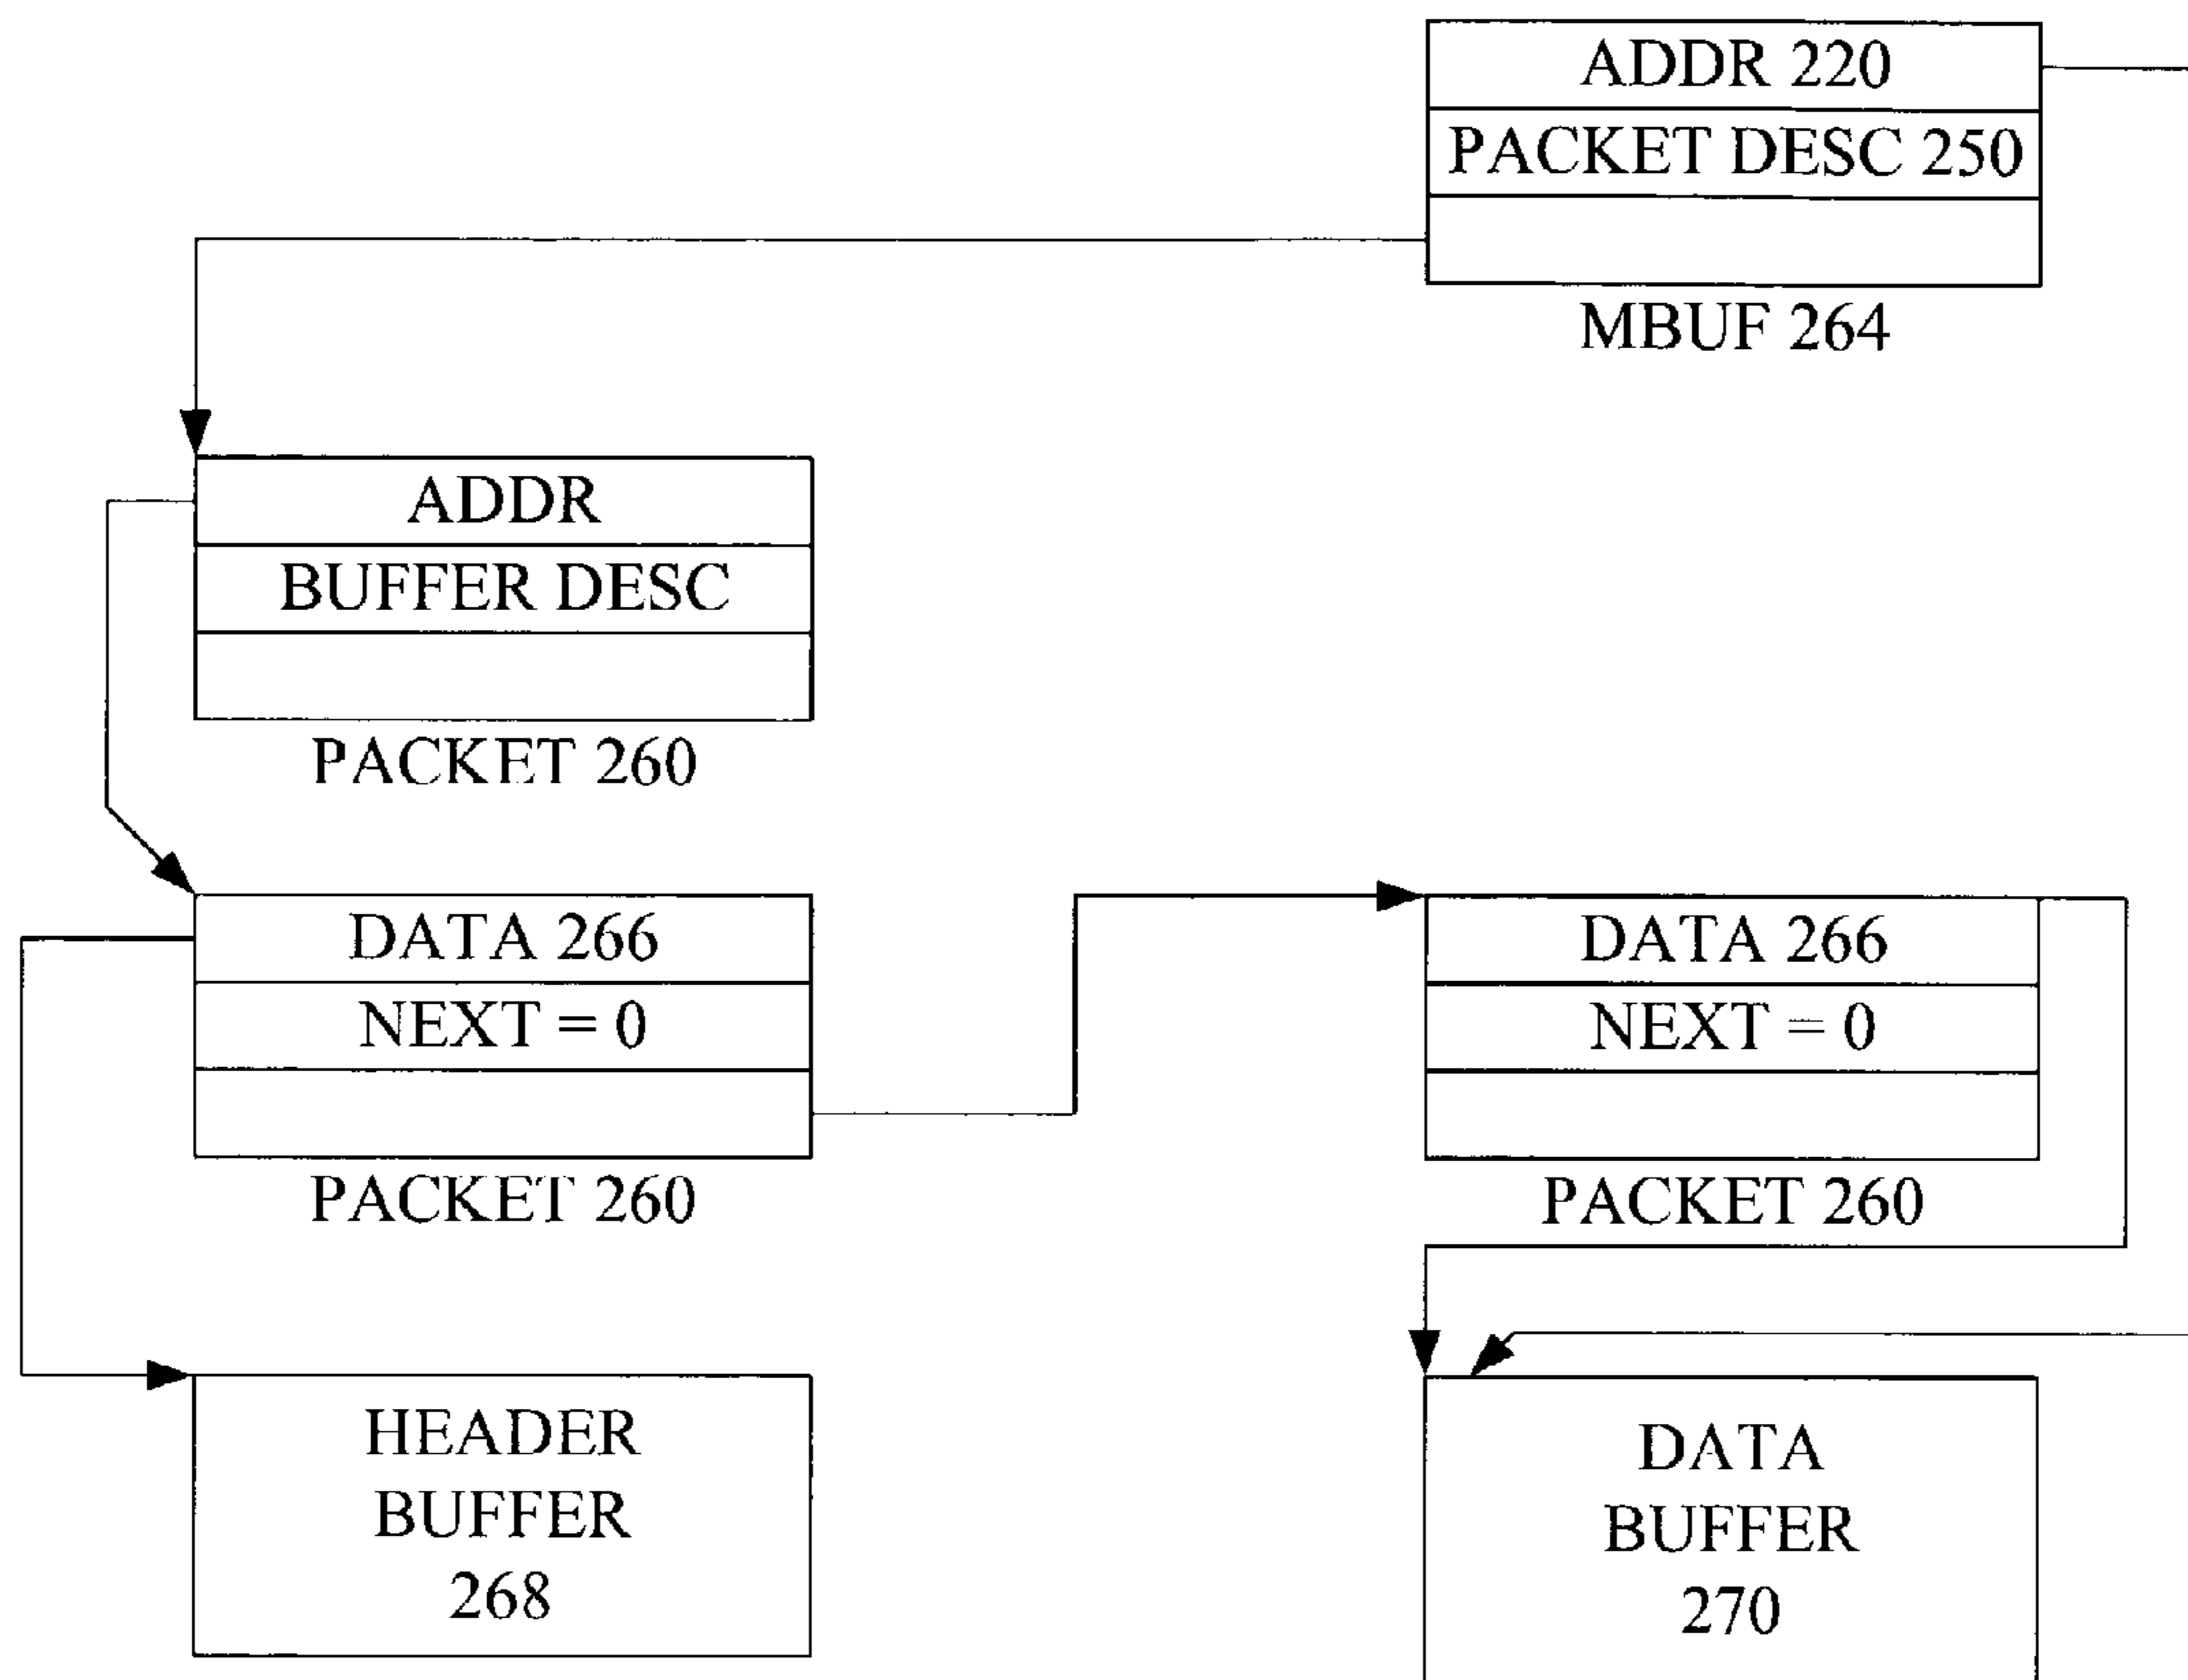 ADDR 220
PACKET DESC 250
MBUF 264
ADDR
BUFFER DESC
PACKET 260
DATA 266
NEXT = 0
PACKET 260
DATA 266
NEXT = 0
PACKET 260
HEADER
BUFFER
268
DATA
BUFFER
270